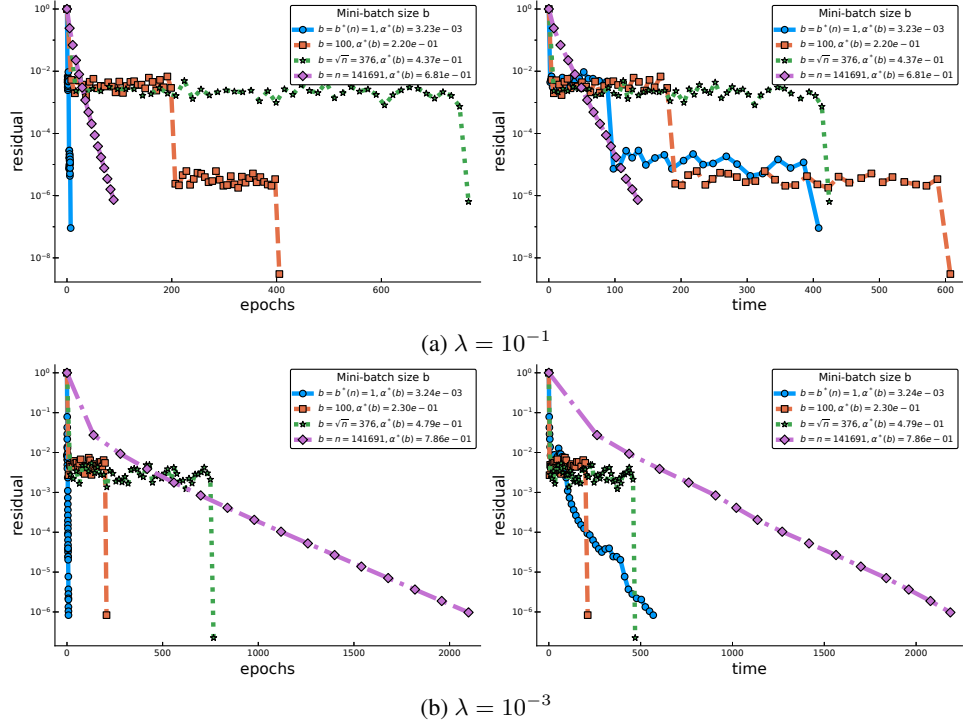 Mini-batch size b
b = b*(n) = 1, α*(b) = 3.23e − 03
b = 100, α*(b) = 2.20e − 01
b = √n = 376, α*(b) = 4.37e − 01
b = n = 141691, α*(b) = 6.81e − 01
10^0
10^-2
10^-4
10^-6
10^-8
residual
0 200 400 600
epochs
Mini-batch size b
b = b*(n) = 1, α*(b) = 3.23e − 03
b = 100, α*(b) = 2.20e − 01
b = √n = 376, α*(b) = 4.37e − 01
b = n = 141691, α*(b) = 6.81e − 01
10^0
10^-2
10^-4
10^-6
10^-8
residual
0 100 200 300 400 500 600
time
(a) λ = 10^-1
Mini-batch size b
b = b*(n) = 1, α*(b) = 3.24e − 03
b = 100, α*(b) = 2.30e − 01
b = √n = 376, α*(b) = 4.79e − 01
b = n = 141691, α*(b) = 7.86e − 01
10^0
10^-1
10^-2
10^-3
10^-4
10^-5
10^-6
residual
0 500 1000 1500 2000
epochs
Mini-batch size b
b = b*(n) = 1, α*(b) = 3.24e − 03
b = 100, α*(b) = 2.30e − 01
b = √n = 376, α*(b) = 4.79e − 01
b = n = 141691, α*(b) = 7.86e − 01
10^0
10^-1
10^-2
10^-3
10^-4
10^-5
10^-6
residual
0 500 1000 1500 2000
time
(b) λ = 10^-3